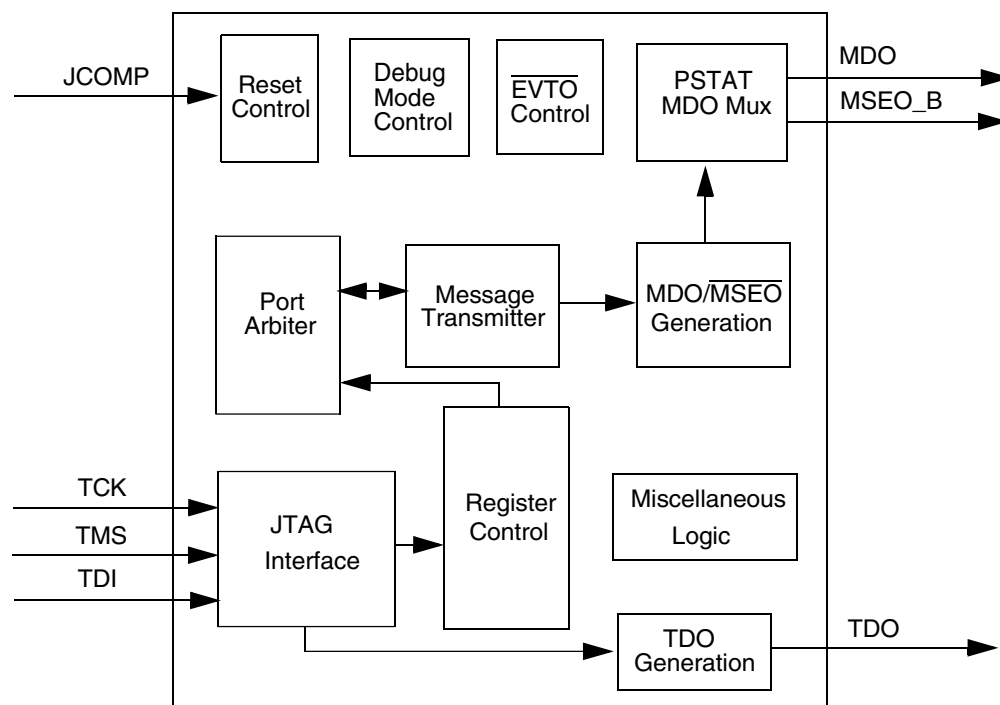 JCOMP
Reset
Control
Debug
Mode
Control
EVTO
Control
PSTAT
MDO Mux
MDO
MSEO_B
Port
Arbiter
Message
Transmitter
MDO/MSEO
Generation
TCK
TMS
TDI
JTAG
Interface
Register
Control
Miscellaneous
Logic
TDO
Generation
TDO